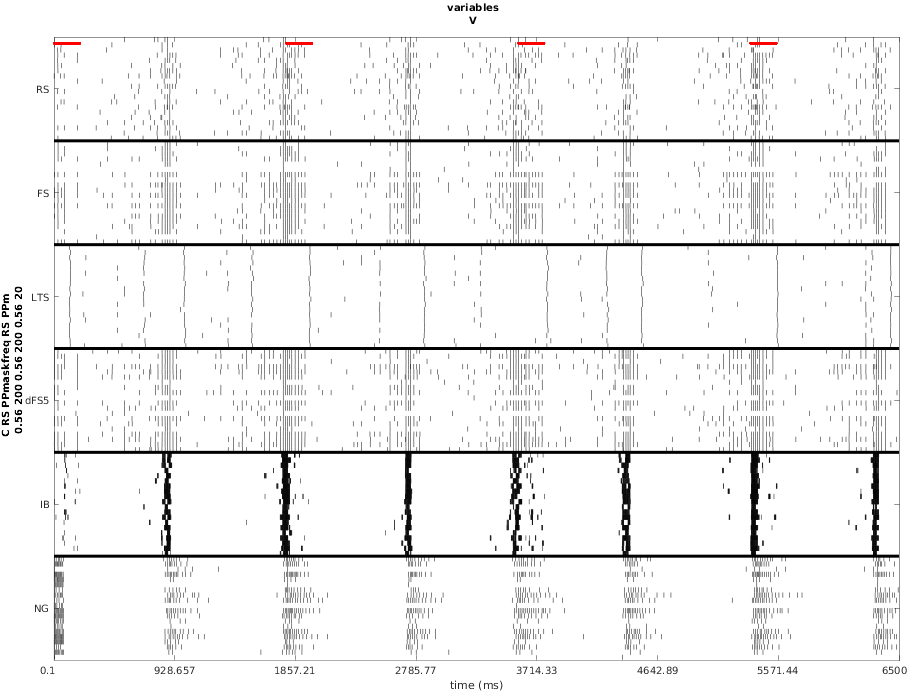 variables
V
C RS PPmaskfreq RS PPm
0.56 200 0.56 200 0.56 20
RS
FS
LTS
dFS5
IB
NG
0.1 928.657 1857.21 2785.77 3714.33 4642.89 5571.44 6500
time (ms)